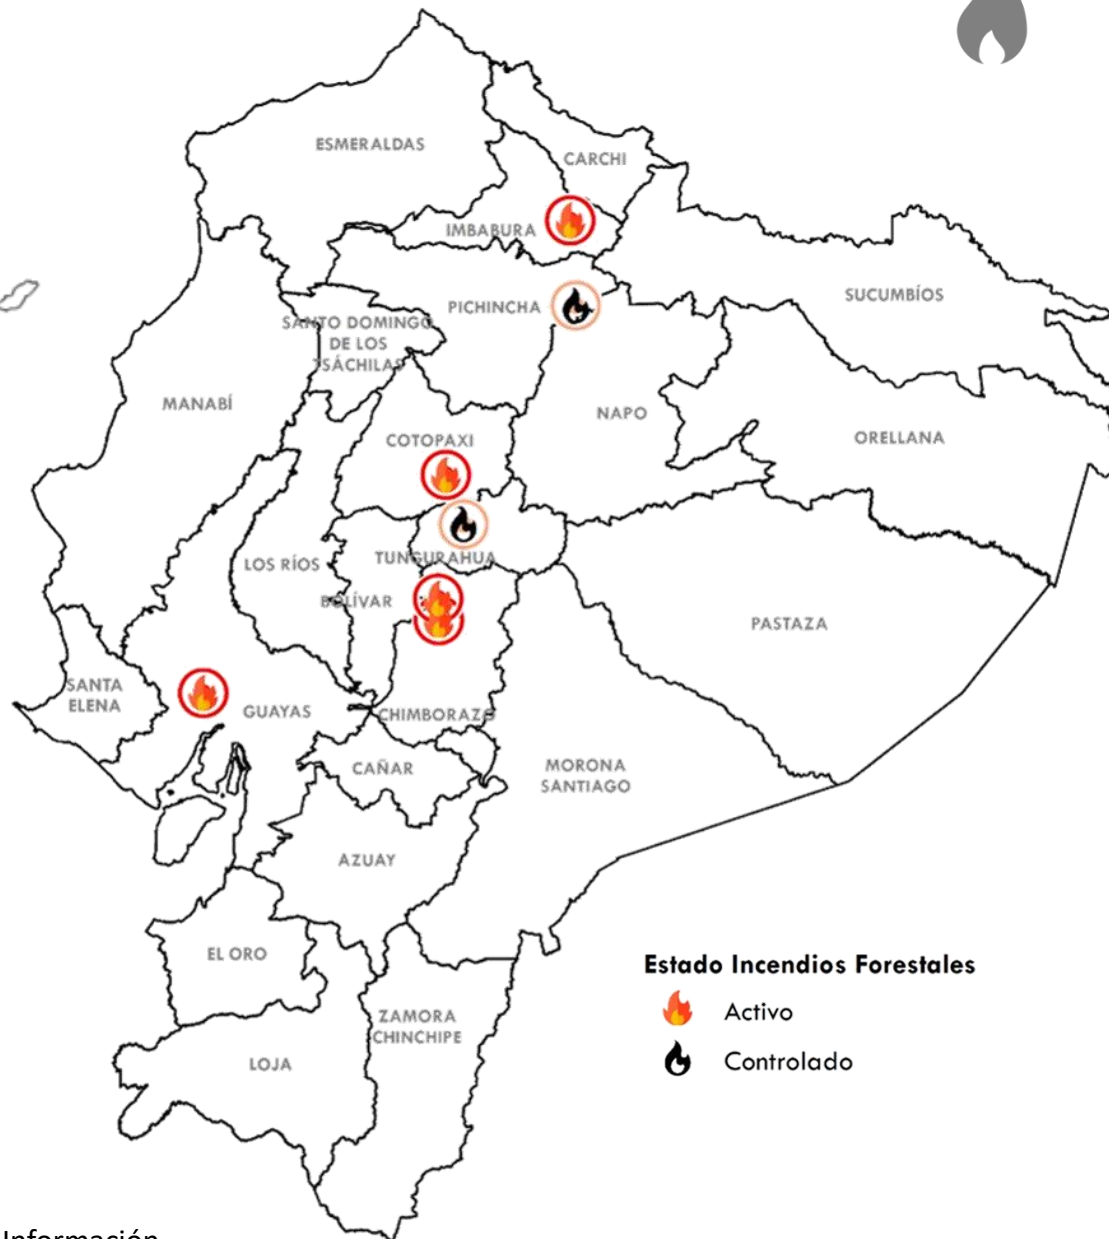 ESMERALDAS
CARCHI
IMBABURA
SUCUMBÍOS
PICHINCHA
SANTO DOMINGO
DE LOS
TSÁCHILAS
MANABÍ
NAPO
COTOPAXI
ORELLANA
TUNGURAHUA
LOS RÍOS
BOLÍVAR
PASTAZA
SANTA
ELENA
GUAYAS
CHIMBORAZO
CAÑAR
MORONA
SANTIAGO
AZUAY
EL ORO
Estado Incendios Forestales
Activo
Controlado
ZAMORA
CHINCHIPE
LOJA
Información